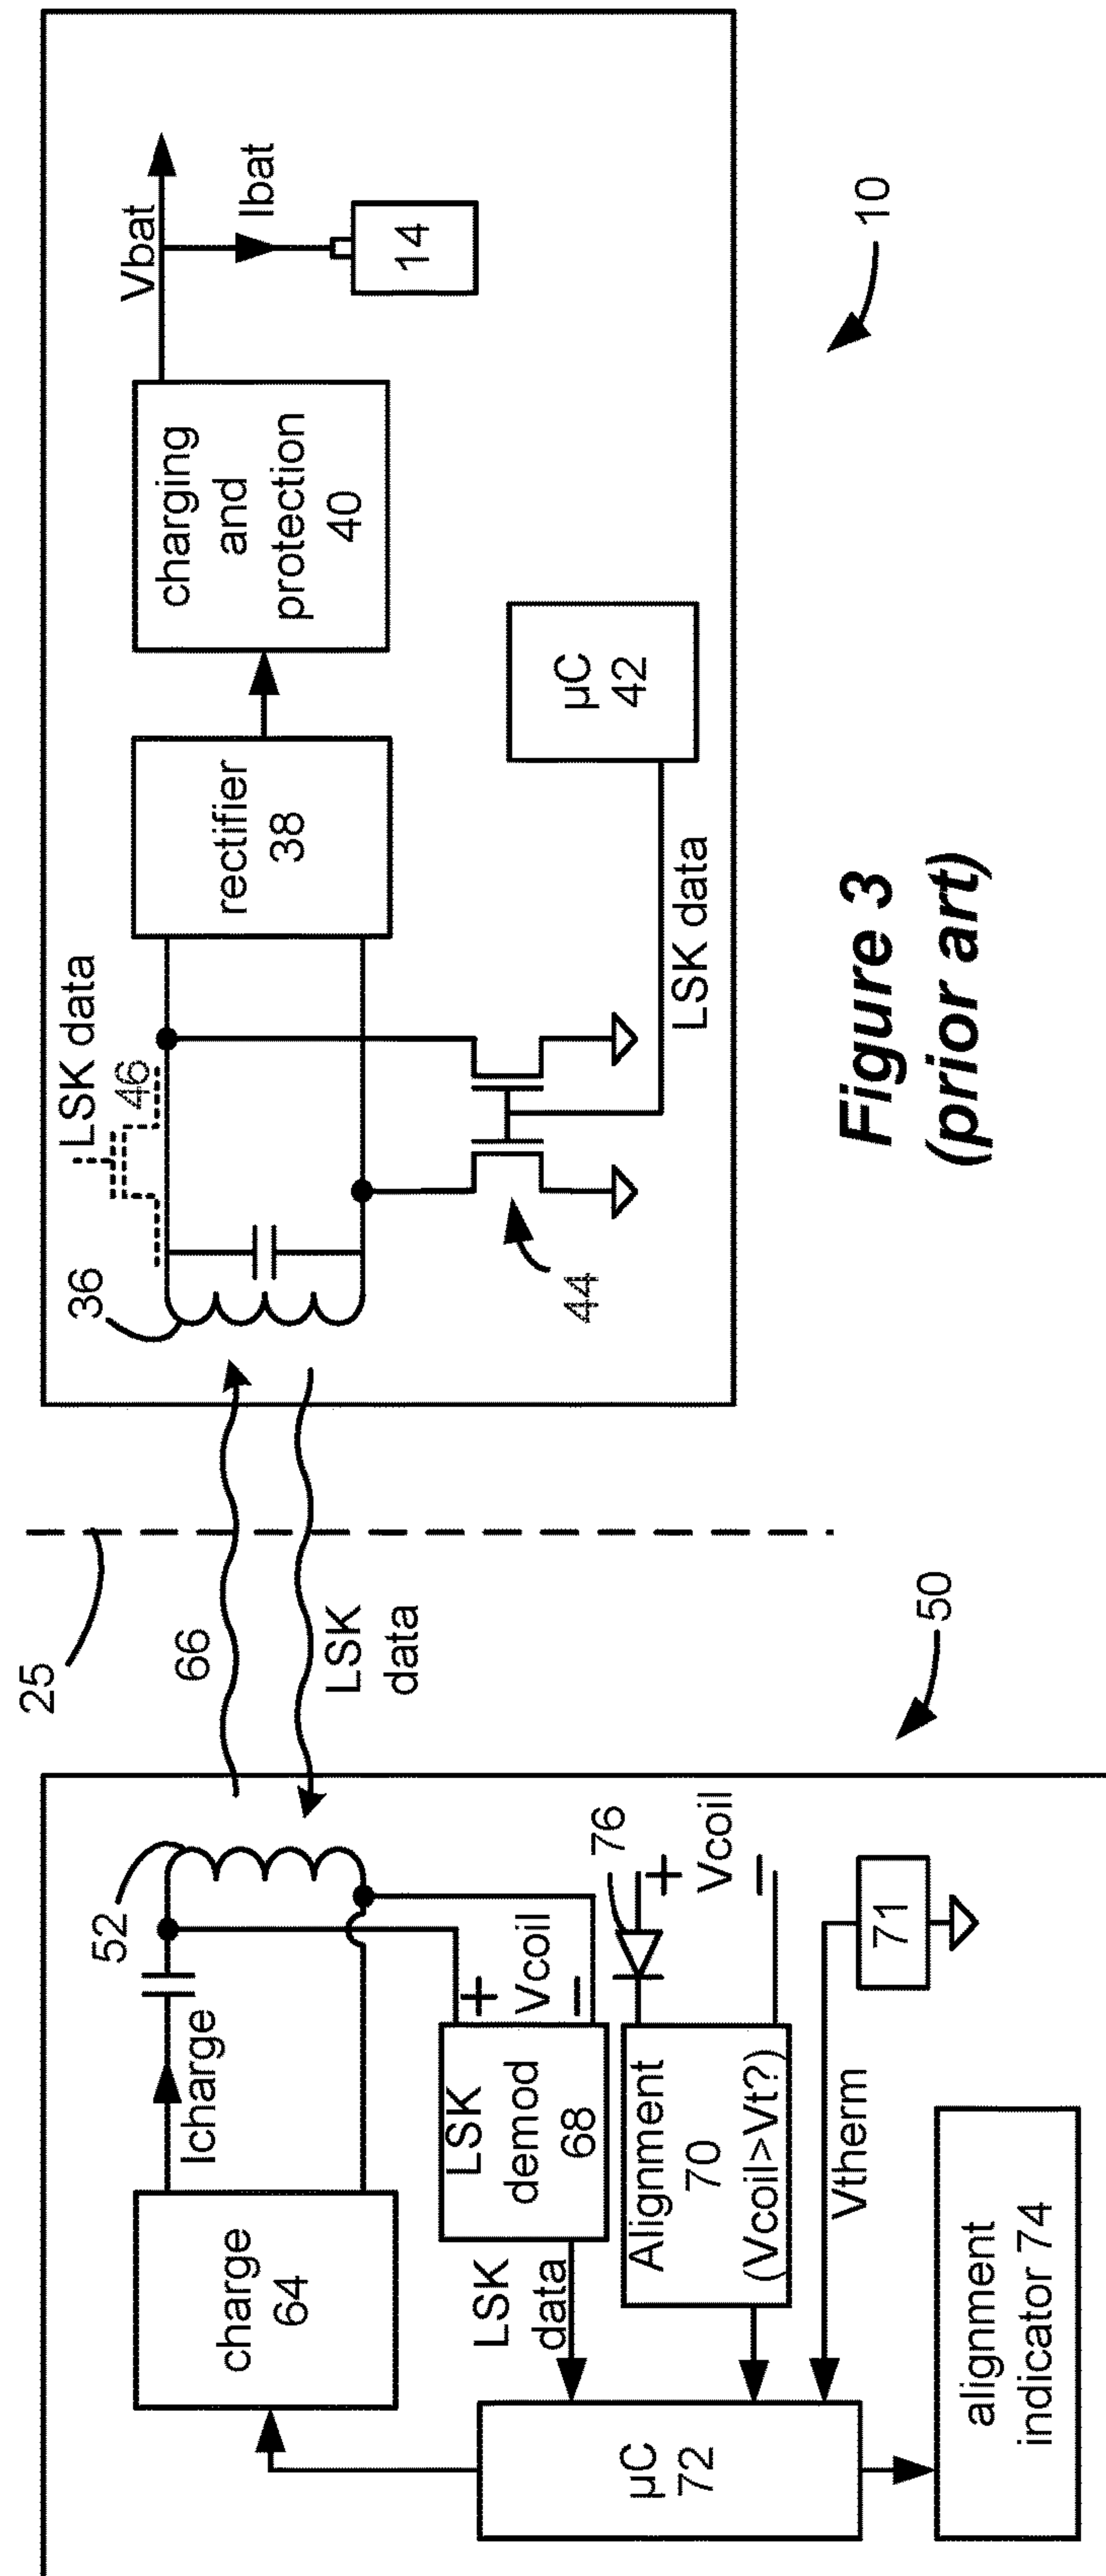 25
66
LSK
data
50
52
Icharge
charge
64
+
Vcoil
−
LSK
demod
68
LSK
data
76
+
Vcoil
−
Alignment
70
(Vcoil>Vt?)
71
Vtherm
µC
72
alignment
indicator 74
36
LSK data
46
44
rectifier
38
charging
and
protection
40
Vbat
Ibat
14
µC
42
LSK data
10
Figure 3
(prior art)